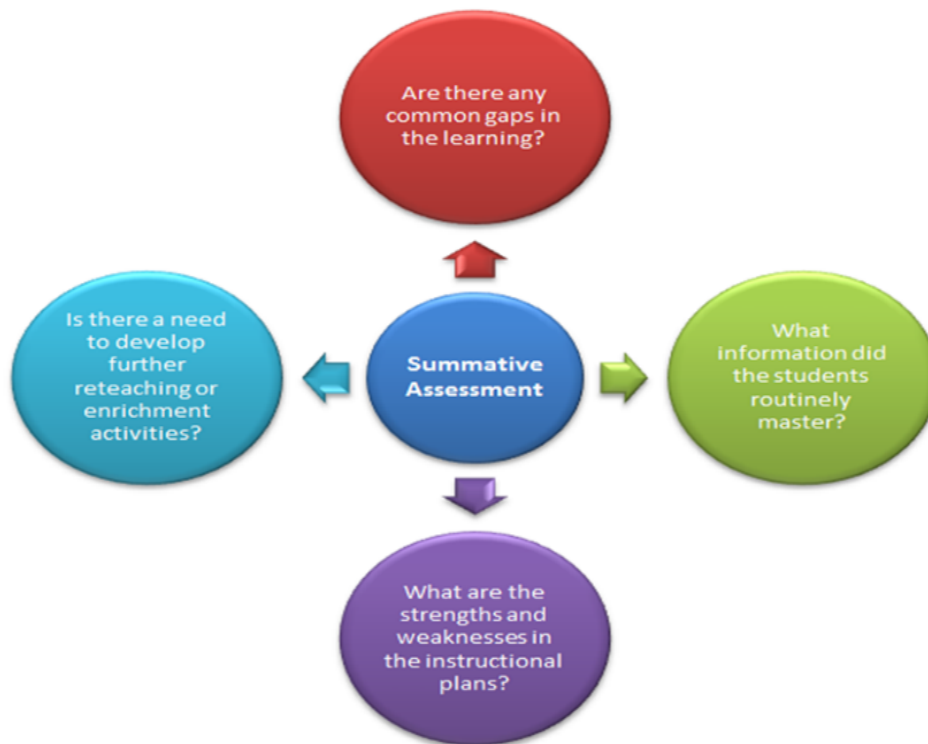 Are there any
common gaps in
the learning?
Is there a need
to develop
further
reteaching or
enrichment
activities?
Summative
Assessment
What
information did
the students
routinely
master?
What are the
strengths and
weaknesses in
the instructional
plans?